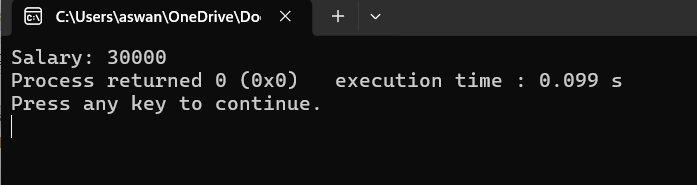 C:\Users\aswan\OneDrive\Do
Salary: 30000
Process returned 0 (0x0)   execution time : 0.099 s
Press any key to continue.